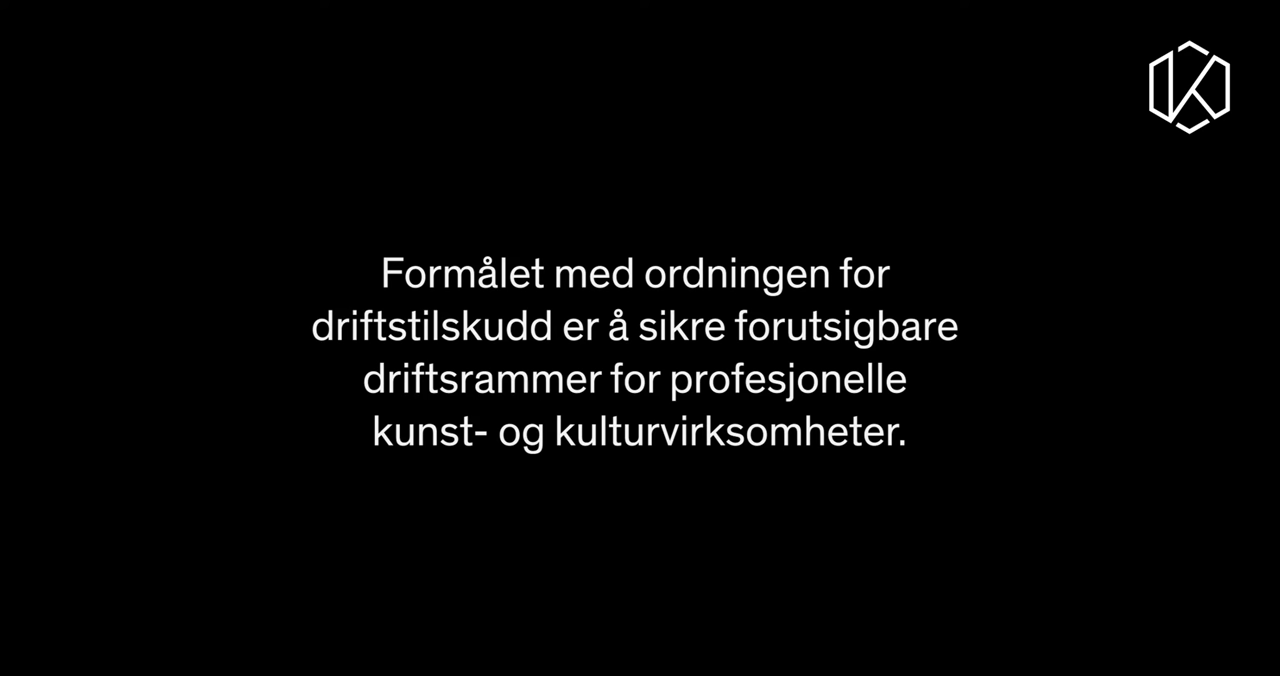 Formålet med ordningen for
driftstilskudd er å sikre forutsigbare
driftsrammer for profesjonelle
kunst- og kulturvirksomheter.